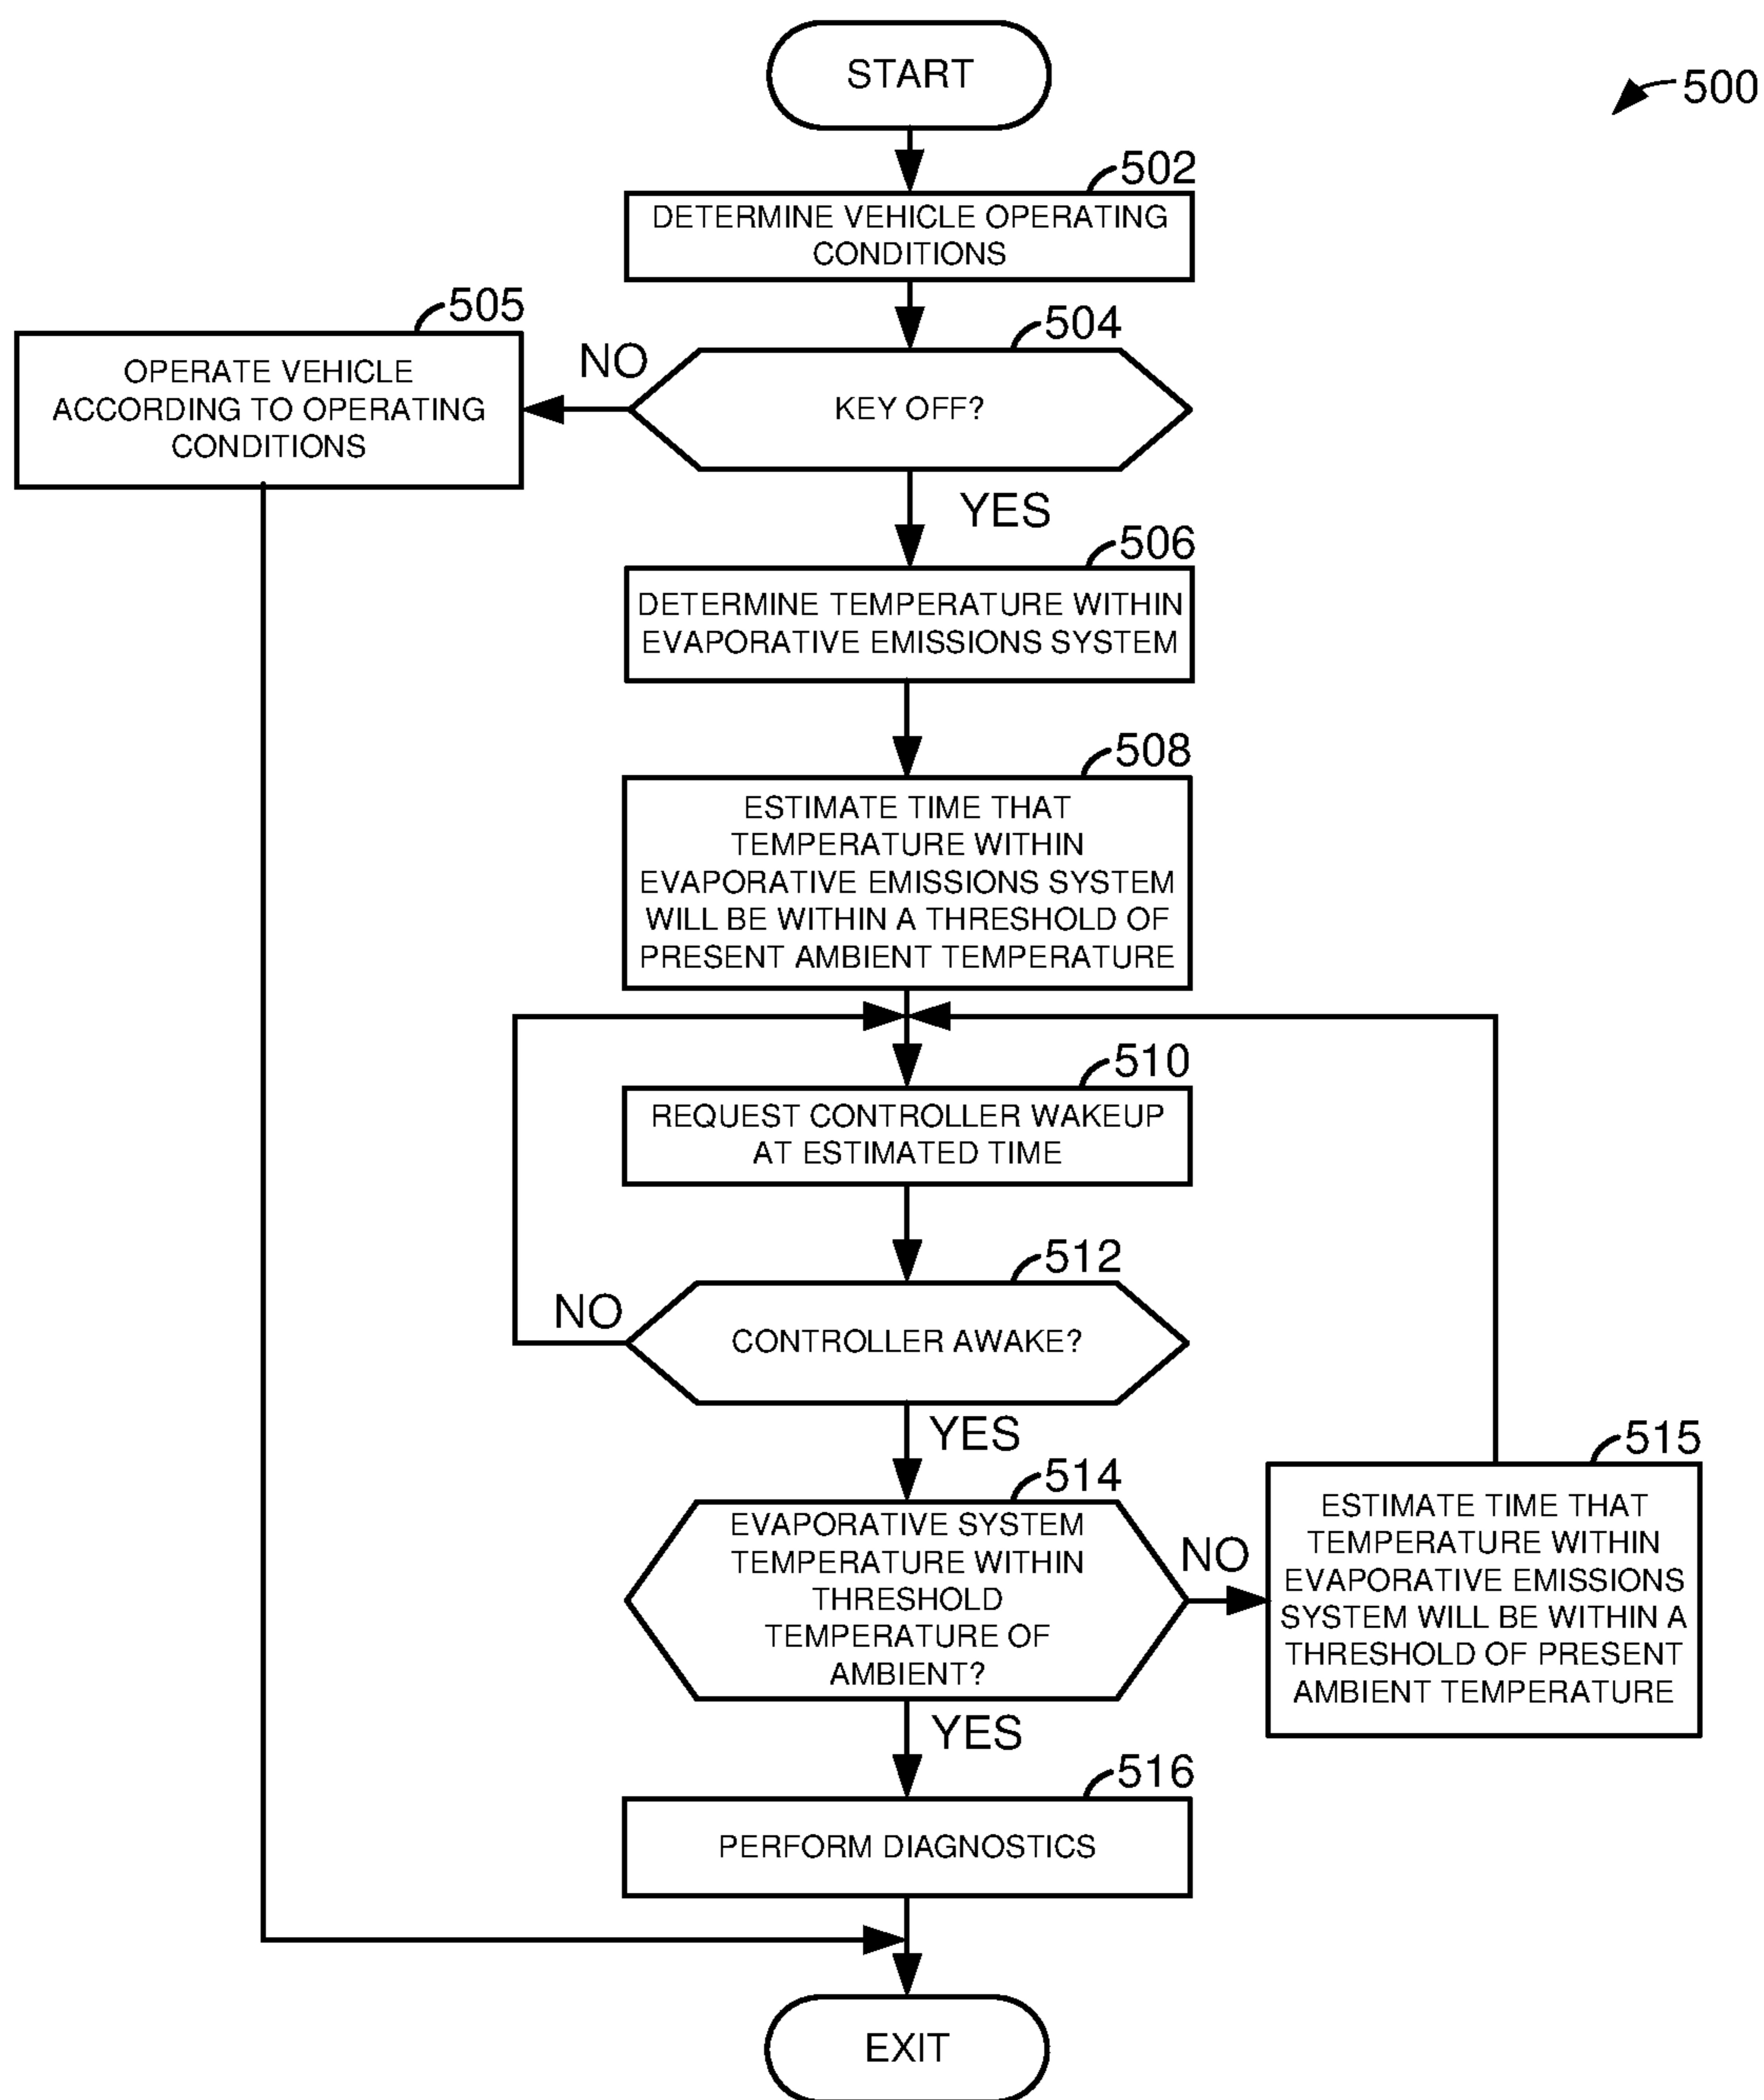 START
500
502
DETERMINE VEHICLE OPERATING
CONDITIONS
505
504
OPERATE VEHICLE
ACCORDING TO OPERATING
CONDITIONS
NO
KEY OFF?
YES
506
DETERMINE TEMPERATURE WITHIN
EVAPORATIVE EMISSIONS SYSTEM
508
ESTIMATE TIME THAT
TEMPERATURE WITHIN
EVAPORATIVE EMISSIONS SYSTEM
WILL BE WITHIN A THRESHOLD OF
PRESENT AMBIENT TEMPERATURE
510
REQUEST CONTROLLER WAKEUP
AT ESTIMATED TIME
512
NO
CONTROLLER AWAKE?
YES
514
EVAPORATIVE SYSTEM
TEMPERATURE WITHIN
THRESHOLD
TEMPERATURE OF
AMBIENT?
NO
515
ESTIMATE TIME THAT
TEMPERATURE WITHIN
EVAPORATIVE EMISSIONS
SYSTEM WILL BE WITHIN A
THRESHOLD OF PRESENT
AMBIENT TEMPERATURE
YES
516
PERFORM DIAGNOSTICS
EXIT